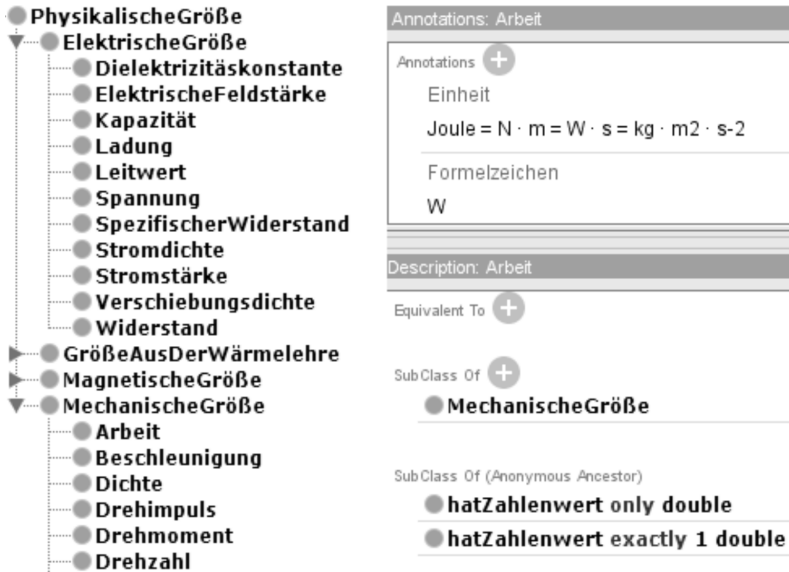 PhysikalischeGröße
ElektrischeGröße
Dielektrizitäskonstante
ElektrischeFeldstärke
Kapazität
Ladung
Leitwert
Spannung
SpezifischerWiderstand
Stromdichte
Stromstärke
Verschiebungsdichte
Widerstand
GrößeAusDerWärmelehre
MagnetischeGröße
MechanischeGröße
Arbeit
Beschleunigung
Dichte
Drehimpuls
Drehmoment
Drehzahl
Annotations: Arbeit
Annotations
Einheit
Joule = N · m = W · s = kg · m2 · s-2
Formelzeichen
W
Description: Arbeit
Equivalent To
SubClass Of
MechanischeGröße
SubClass Of (Anonymous Ancestor)
hatZahlenwert only double
hatZahlenwert exactly 1 double